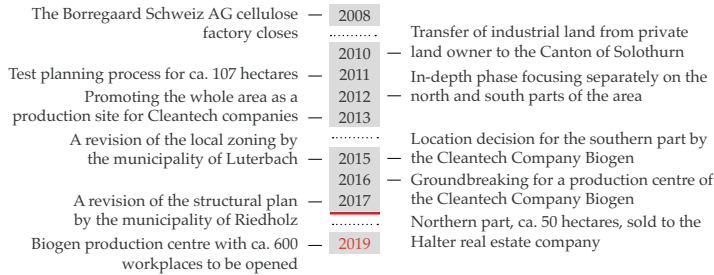 The Borregaard Schweiz AG cellulose
factory closes
2008
Transfer of industrial land from private
land owner to the Canton of Solothurn
2010
Test planning process for ca. 107 hectares
2011
In-depth phase focusing separately on the
north and south parts of the area
2012
Promoting the whole area as a
production site for Cleantech companies
2013
A revision of the local zoning by
the municipality of Luterbach
2015
Location decision for the southern part by
the Cleantech Company Biogen
2016
Groundbreaking for a production centre of
the Cleantech Company Biogen
A revision of the structural plan
by the municipality of Riedholz
2017
Northern part, ca. 50 hectares, sold to the
Halter real estate company
Biogen production centre with ca. 600
workplaces to be opened
2019